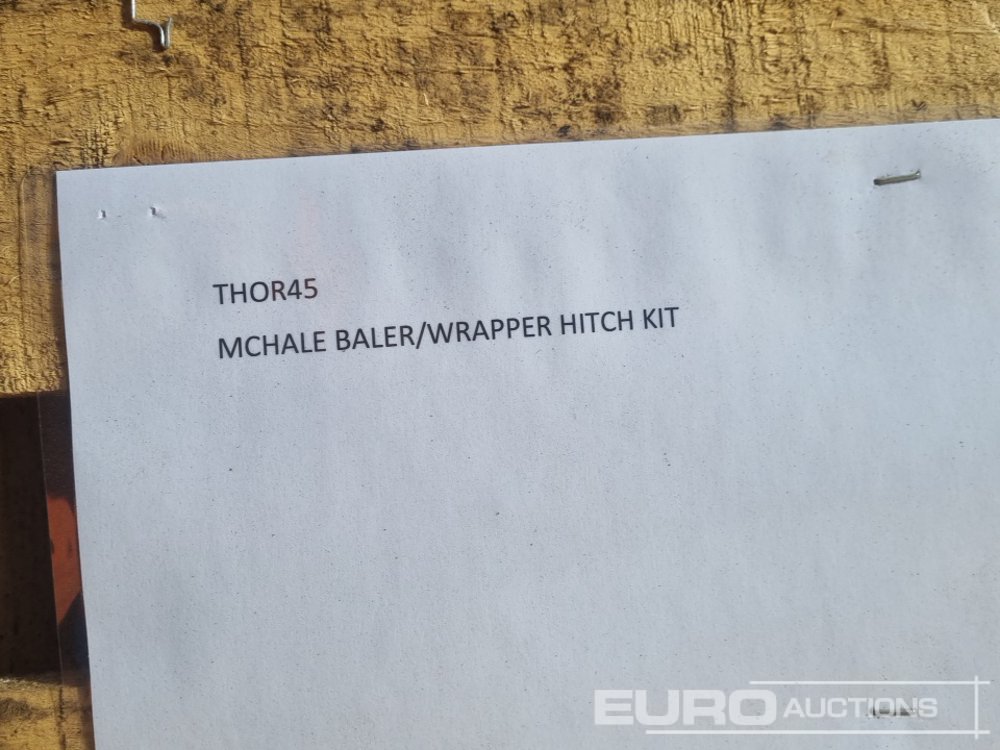 THOR45
MCHALE BALER/WRAPPER HITCH KIT
EURO AUCTIONS